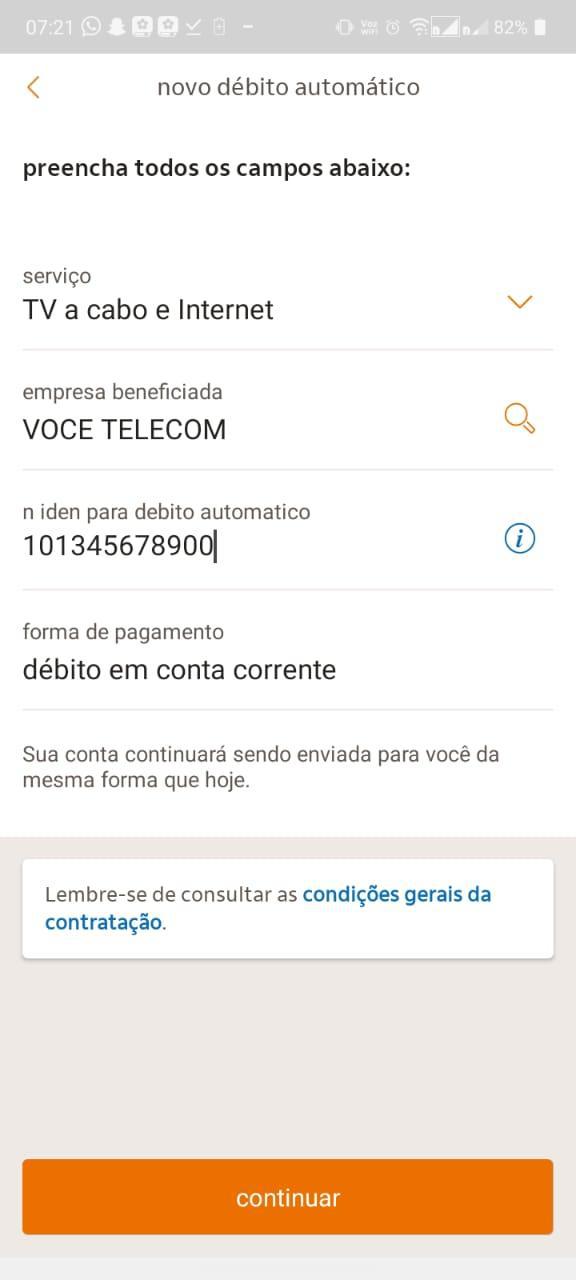 07:21
Voz
WiFi
82%
novo débito automático
preencha todos os campos abaixo:
serviço
TV a cabo e Internet
empresa beneficiada
VOCE TELECOM
n iden para debito automatico
101345678900
forma de pagamento
débito em conta corrente
Sua conta continuará sendo enviada para você da
mesma forma que hoje.
Lembre-se de consultar as condições gerais da
contratação.
continuar